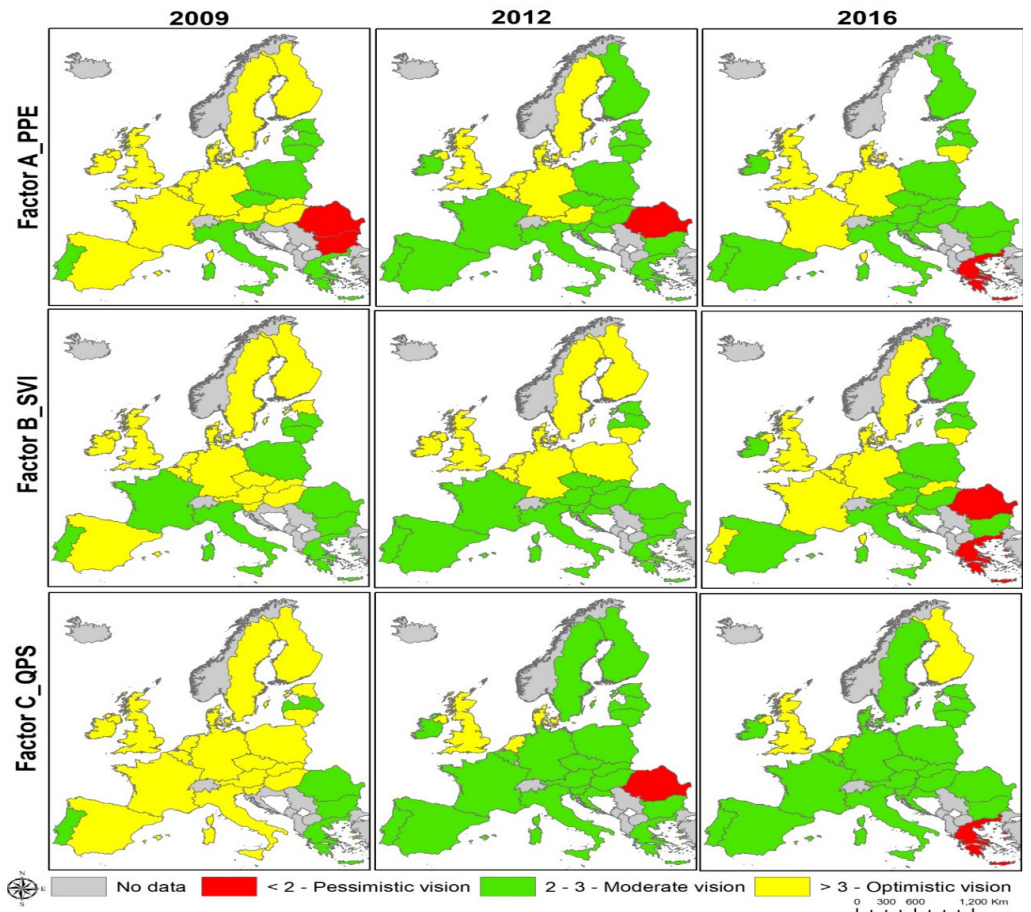 2009 2012 2016
Factor A_PPE
Factor B_SVI
Factor C_QPS
N
E
S
No data < 2 - Pessimistic vision 2 - 3 - Moderate vision > 3 - Optimistic vision
0 300 600 1,200 Km